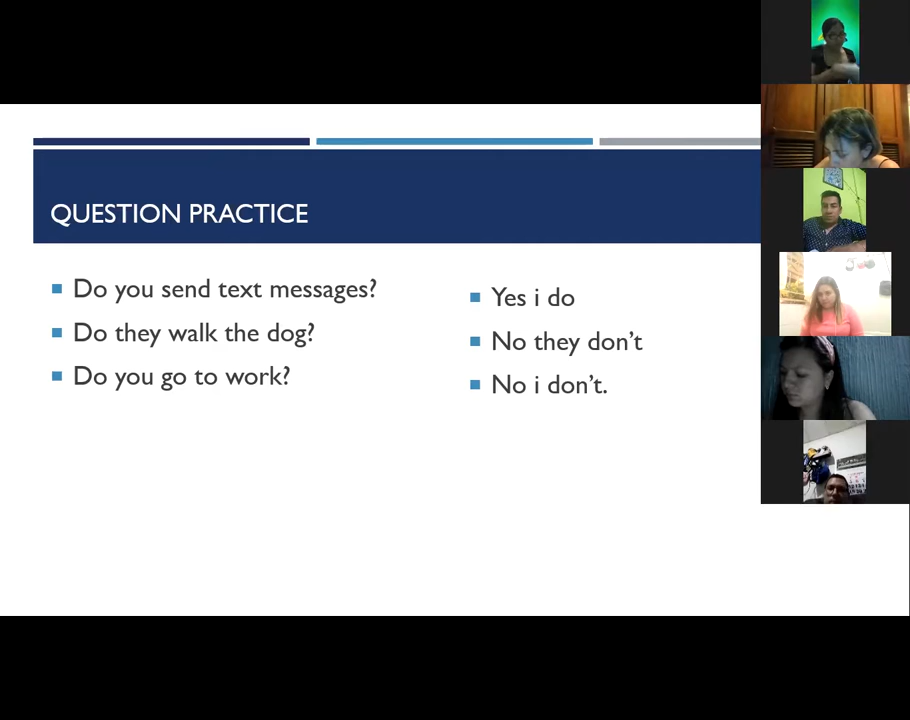 QUESTION PRACTICE
Do you send text messages?
Do they walk the dog?
Do you go to work?
Yes i do
No they don’t
No i don’t.